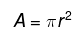 A = πr²